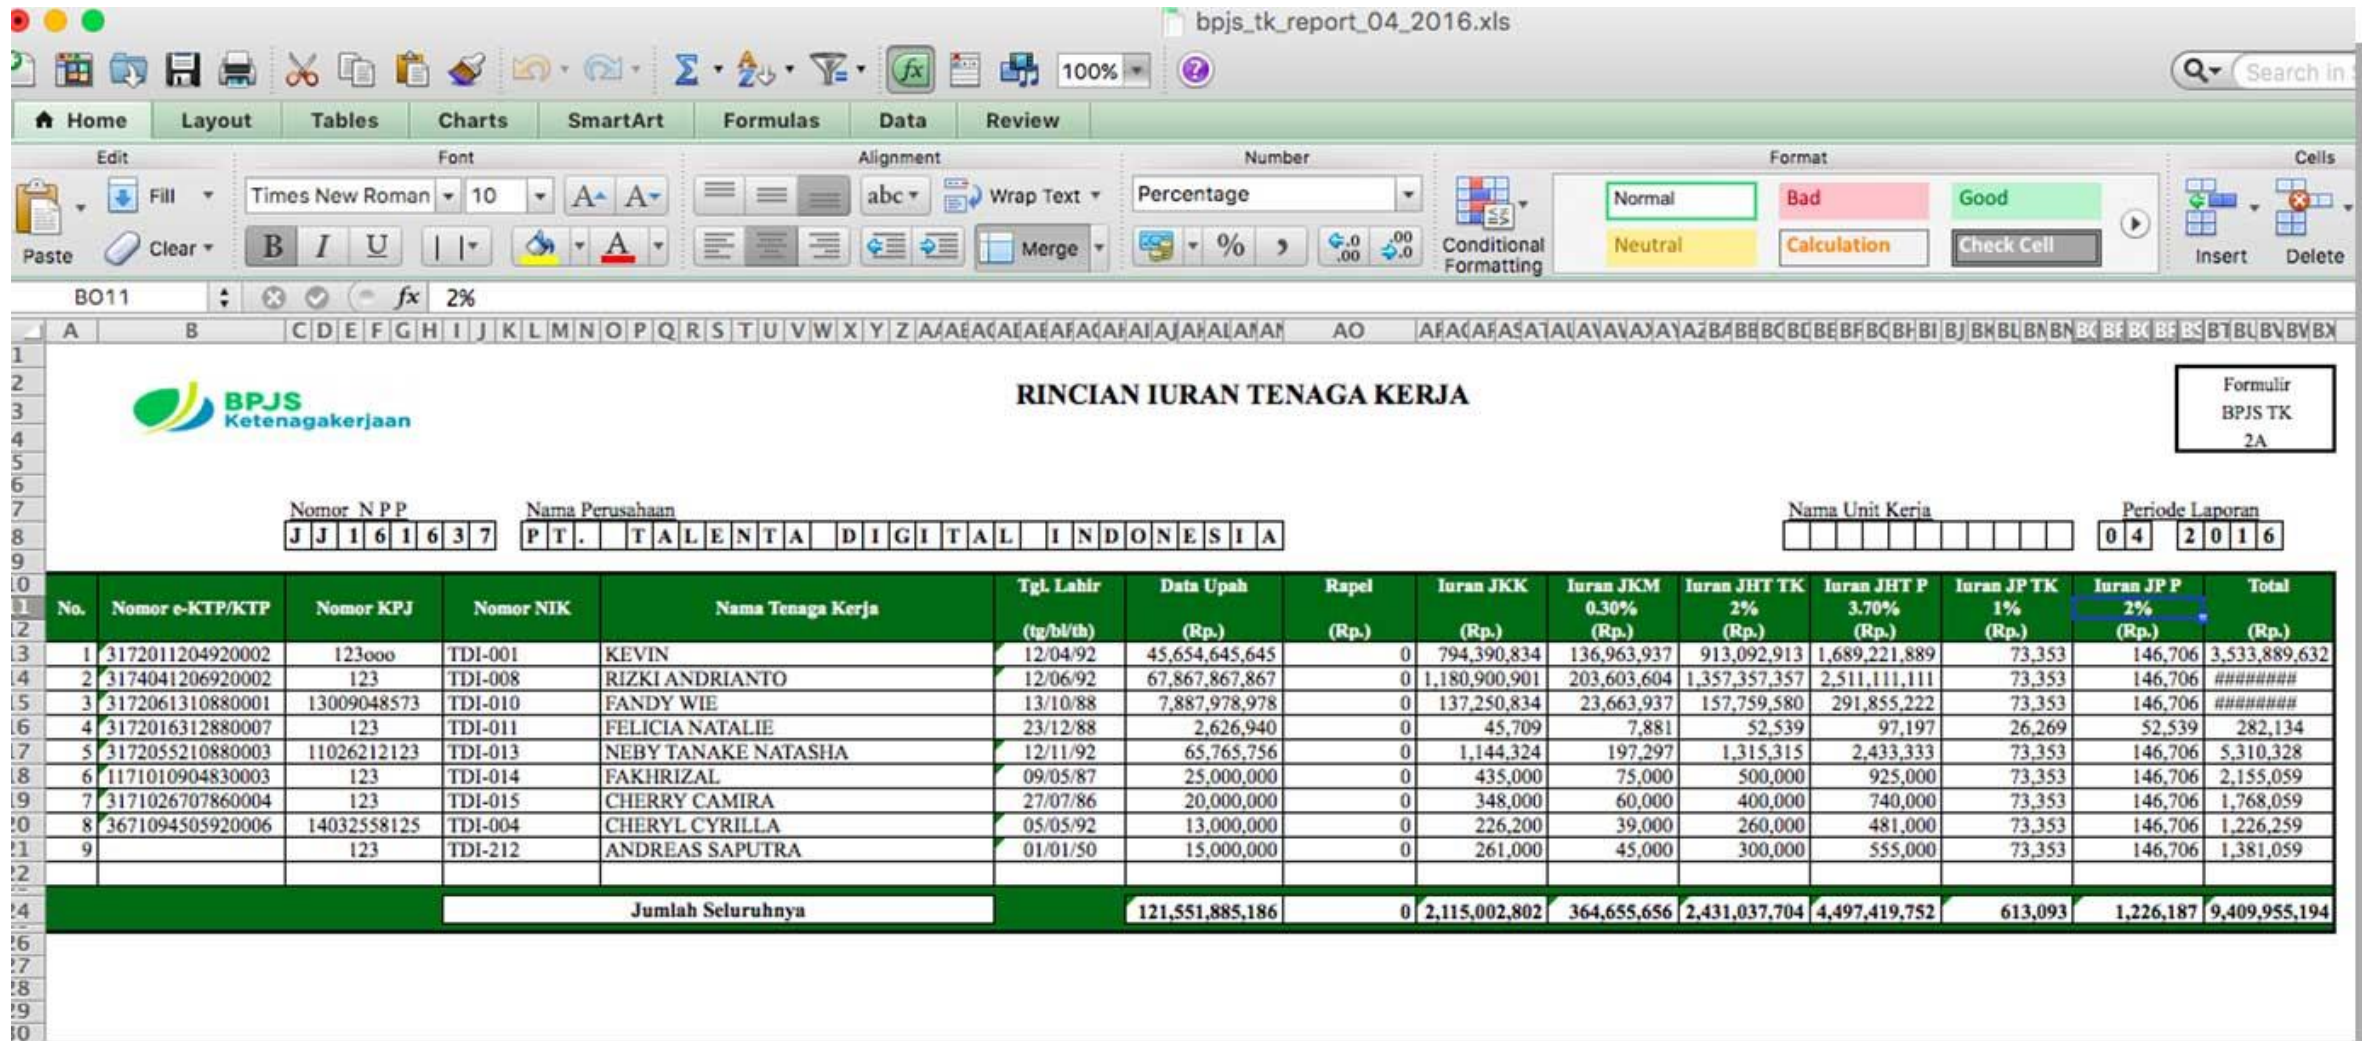 bpjs_tk_report_04_2016.xls
100%
Search in
Home Layout Tables Charts SmartArt Formulas Data Review
Edit Font Alignment Number Format Cells
Fill Times New Roman 10 A A abc Wrap Text Percentage Normal Bad Good
Paste Clear B I U A Merge % Conditional Formatting Neutral Calculation Check Cell Insert Delete
BO11 fx 2%
A B C D E F G H I J K L M N O P Q R S T U V W X Y Z AO
BPJS
Ketenagakerjaan
RINCIAN IURAN TENAGA KERJA
Formulir
BPJS TK
2A
Nomor N P P Nama Perusahaan Nama Unit Kerja Periode Laporan
JJ161637 PT. TALENTA DIGITAL INDONESIA 04 2016
No. Nomor e-KTP/KTP Nomor KPJ Nomor NIK Nama Tenaga Kerja Tgl. Lahir (tg/bl/th) Data Upah (Rp.) Rapel (Rp.) Iuran JKK (Rp.) Iuran JKM 0.30% (Rp.) Iuran JHT TK 2% (Rp.) Iuran JHT P 3.70% (Rp.) Iuran JP TK 1% (Rp.) Iuran JP P 2% (Rp.) Total (Rp.)
1 3172011204920002 123ooo TDI-001 KEVIN 12/04/92 45,654,645,645 0 794,390,834 136,963,937 913,092,913 1,689,221,889 73,353 146,706 3,533,889,632
2 3174041206920002 123 TDI-008 RIZKI ANDRIANTO 12/06/92 67,867,867,867 0 1,180,900,901 203,603,604 1,357,357,357 2,511,111,111 73,353 146,706 ########
3 3172061310880001 13009048573 TDI-010 FANDY WIE 13/10/88 7,887,978,978 0 137,250,834 23,663,937 157,759,580 291,855,222 73,353 146,706 ########
4 3172016312880007 123 TDI-011 FELICIA NATALIE 23/12/88 2,626,940 0 45,709 7,881 52,539 97,197 26,269 52,539 282,134
5 3172055210880003 11026212123 TDI-013 NEBY TANAKE NATASHA 12/11/92 65,765,756 0 1,144,324 197,297 1,315,315 2,433,333 73,353 146,706 5,310,328
6 1171010904830003 123 TDI-014 FAKHRIZAL 09/05/87 25,000,000 0 435,000 75,000 500,000 925,000 73,353 146,706 2,155,059
7 3171026707860004 123 TDI-015 CHERRY CAMIRA 27/07/86 20,000,000 0 348,000 60,000 400,000 740,000 73,353 146,706 1,768,059
8 3671094505920006 14032558125 TDI-004 CHERYL CYRILLA 05/05/92 13,000,000 0 226,200 39,000 260,000 481,000 73,353 146,706 1,226,259
9 123 TDI-212 ANDREAS SAPUTRA 01/01/50 15,000,000 0 261,000 45,000 300,000 555,000 73,353 146,706 1,381,059
Jumlah Seluruhnya 121,551,885,186 0 2,115,002,802 364,655,656 2,431,037,704 4,497,419,752 613,093 1,226,187 9,409,955,194